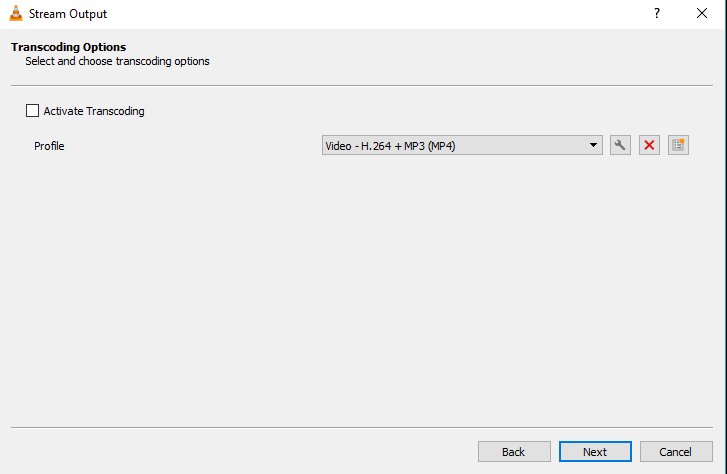 Stream Output
?
Transcoding Options
Select and choose transcoding options
Activate Transcoding
Profile
Video - H.264 + MP3 (MP4)
Back
Next
Cancel